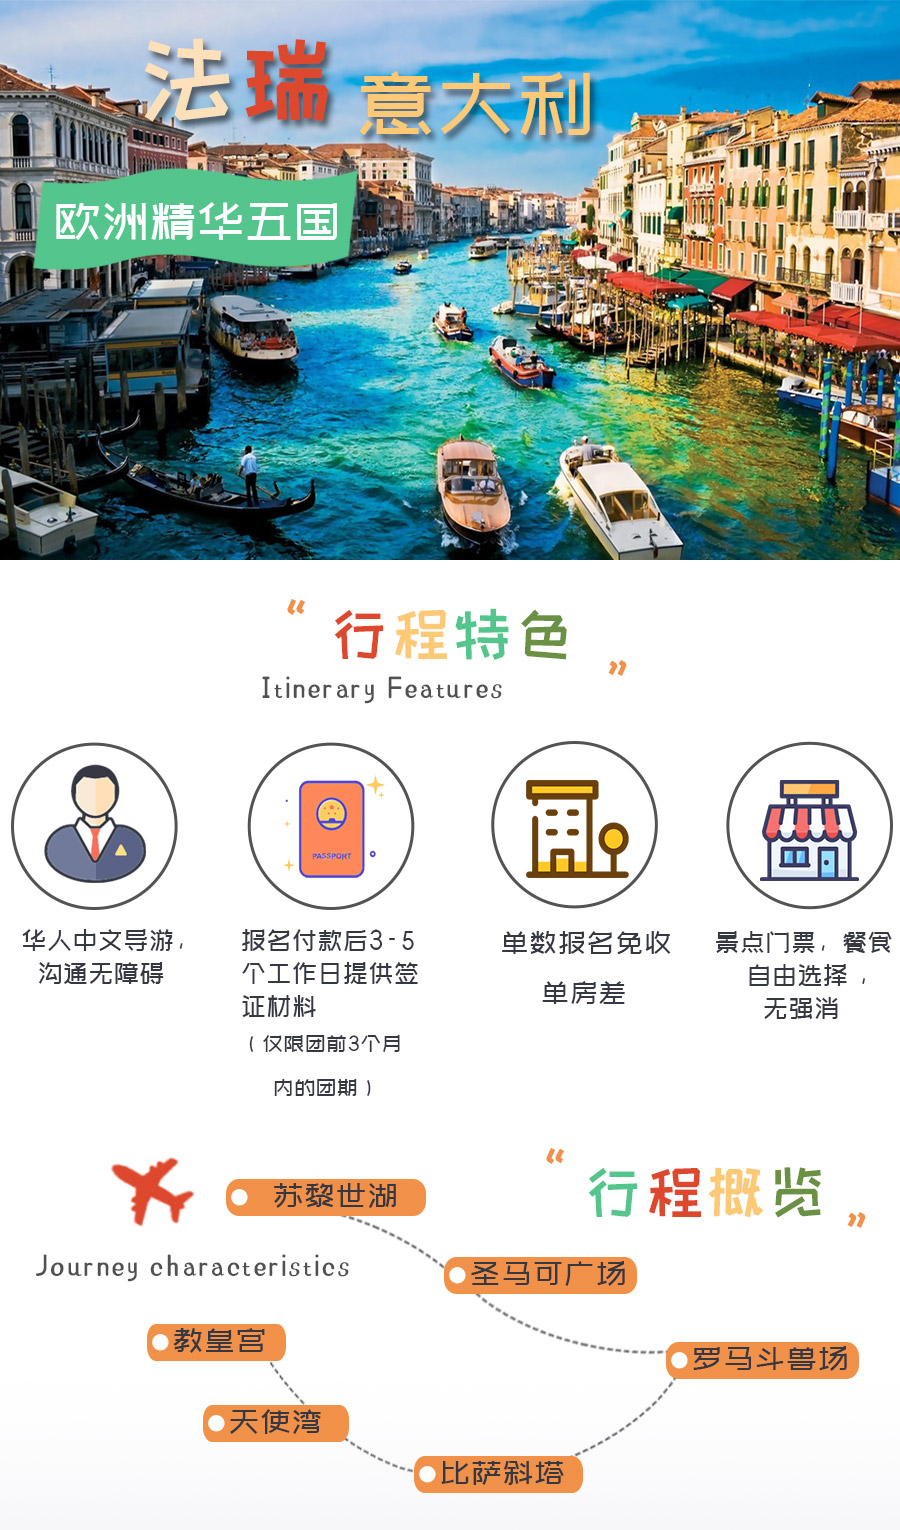 法瑞意大利
欧洲精华五国
“行程特色”
Itinerary Features
PASSPORT
华人中文导游,
沟通无障碍
报名付款后3-5
个工作日提供签
证材料
(仅限团前3个月
内的团期)
单数报名免收
单房差
景点门票,餐食
自由选择,
无强消
“行程概览”
Journey characteristics
苏黎世湖
圣马可广场
罗马斗兽场
比萨斜塔
天使湾
教皇宫